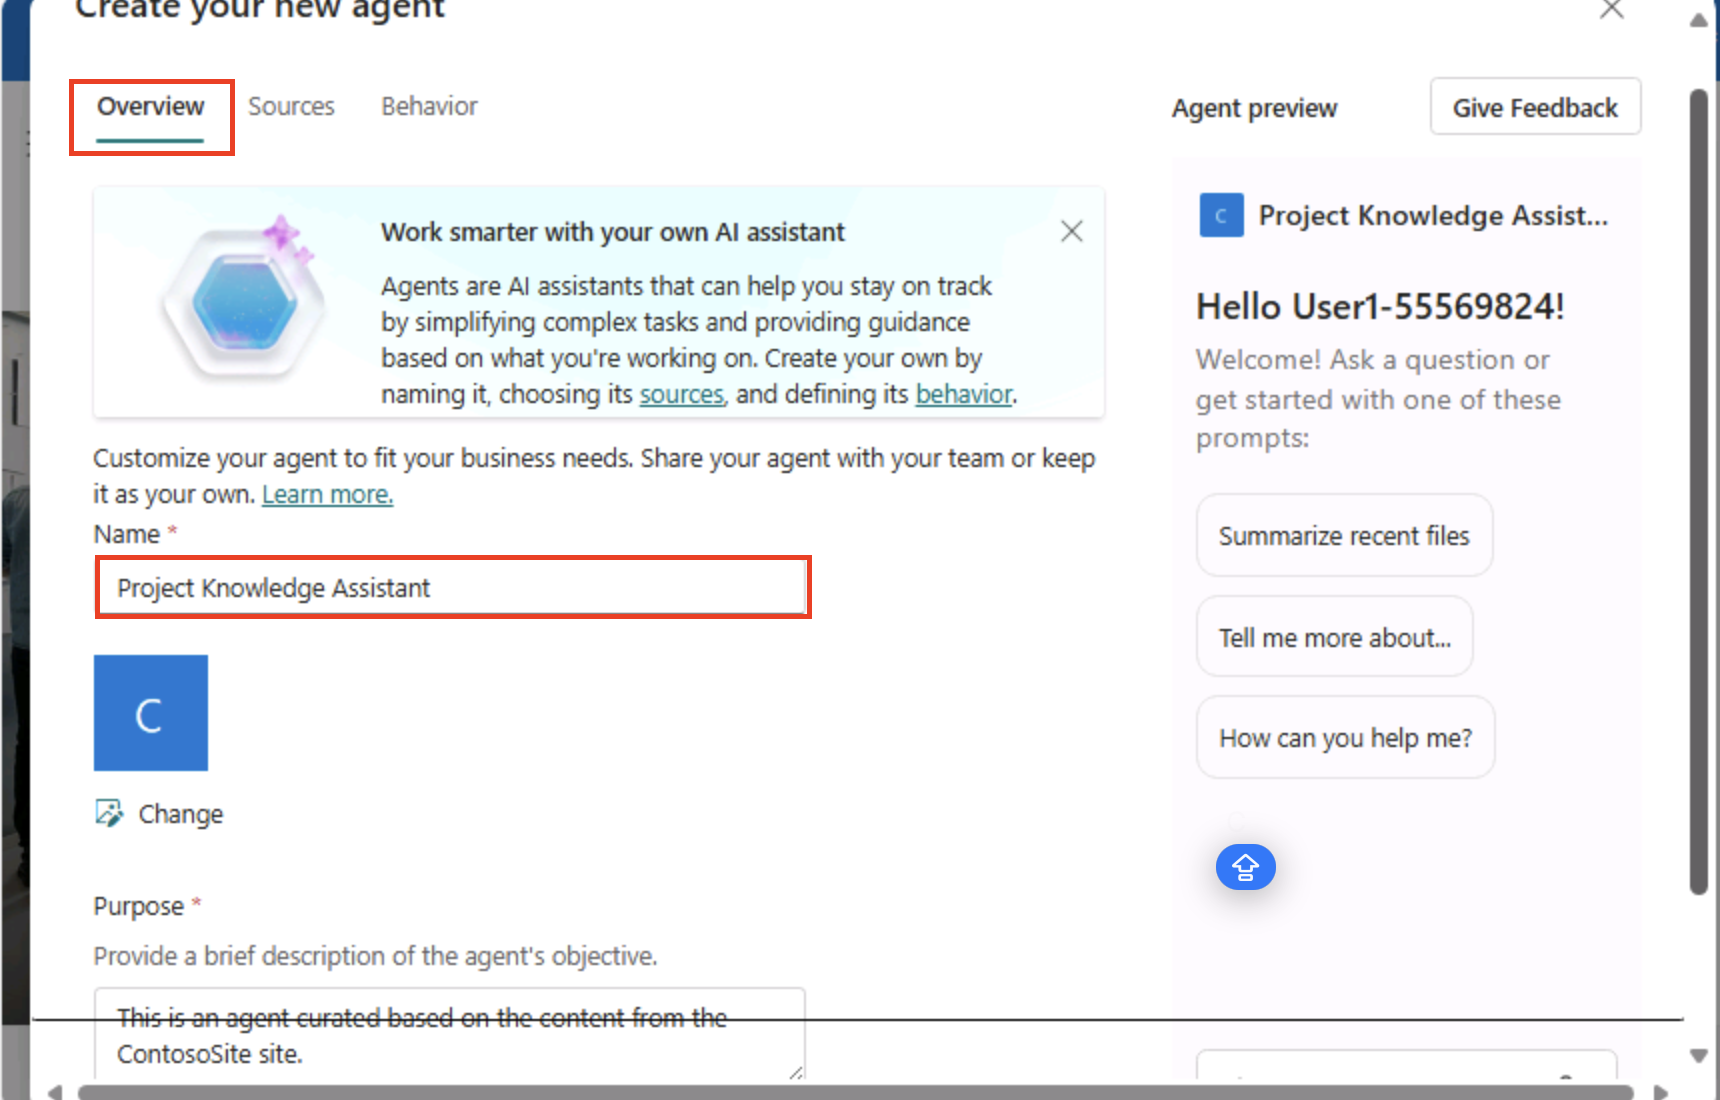 Create your new agent
Overview
Sources
Behavior
Work smarter with your own AI assistant
Agents are AI assistants that can help you stay on track
by simplifying complex tasks and providing guidance
based on what you're working on. Create your own by
naming it, choosing its sources, and defining its behavior.
Customize your agent to fit your business needs. Share your agent with your team or keep
it as your own. Learn more.
Name *
Project Knowledge Assistant
C
Change
Purpose *
Provide a brief description of the agent's objective.
This is an agent curated based on the content from the
ContosoSite site.
Agent preview
Give Feedback
C
Project Knowledge Assist...
Hello User1-55569824!
Welcome! Ask a question or
get started with one of these
prompts:
Summarize recent files
Tell me more about...
How can you help me?